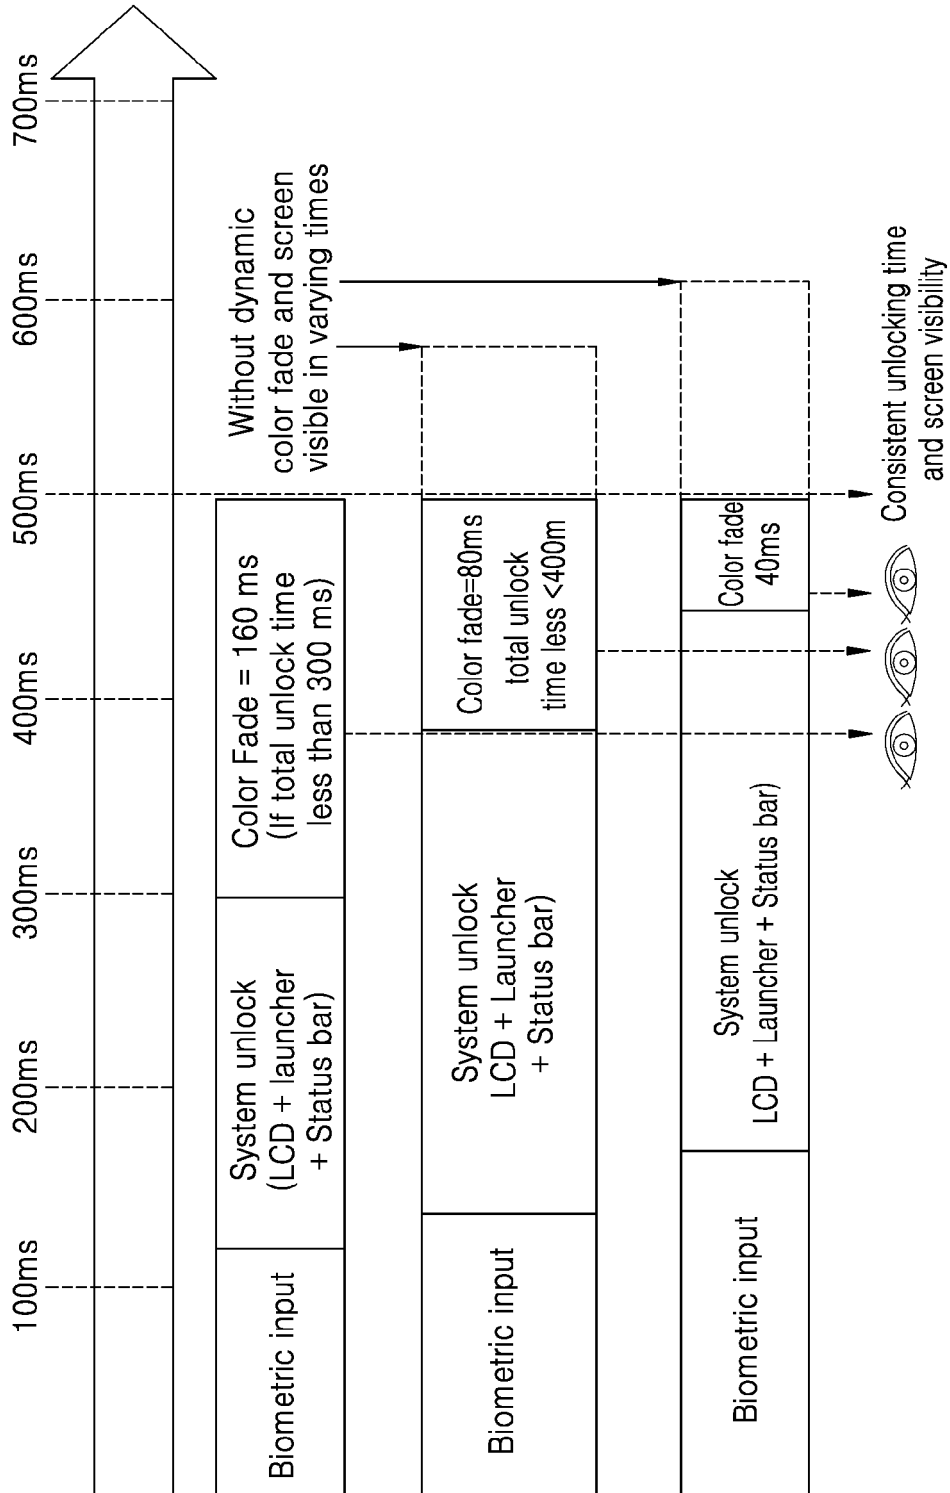 100ms
200ms
300ms
400ms
500ms
600ms
700ms
Biometric input
System unlock
(LCD + launcher
+ Status bar)
Color Fade = 160 ms
(If total unlock time
less than 300 ms)
Without dynamic
color fade and screen
visible in varying times
Biometric input
System unlock
LCD + Launcher
+ Status bar)
Color fade=80ms
total unlock
time less <400m
Biometric input
System unlock
LCD + Launcher + Status bar)
Color fade
40ms
Consistent unlocking time
and screen visibility